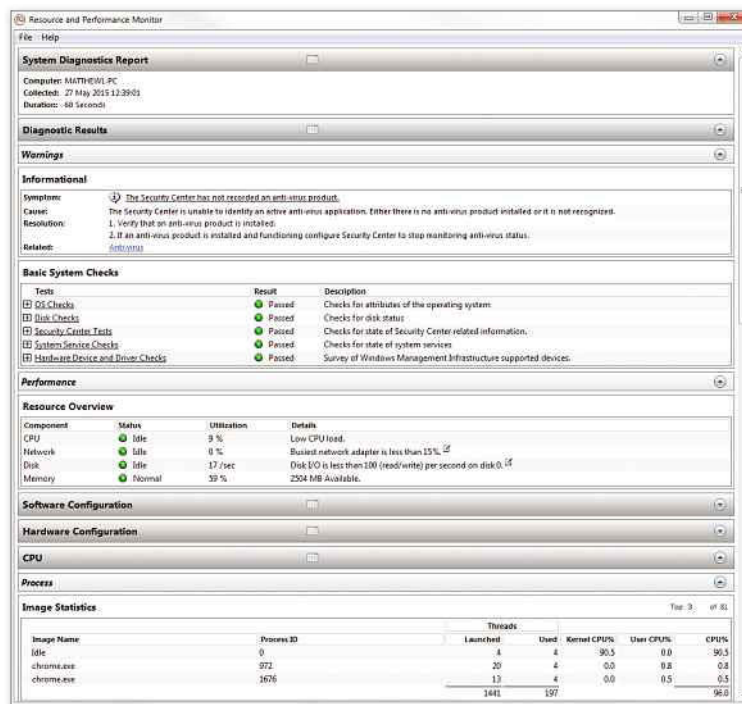 Resource and Performance Monitor
File Help
System Diagnostics Report
Computer: MATTHEWL-PC
Collected: 27 May 2015 12:39:01
Duration: 60 Seconds
Diagnostic Results
Warnings
Informational
Symptom: The Security Center has not recorded an anti-virus product.
Cause: The Security Center is unable to identify an active anti-virus application. Either there is no anti-virus product installed or it is not recognized.
Resolution: 1. Verify that an anti-virus product is installed.
2. If an anti-virus product is installed and functioning configure Security Center to stop monitoring anti-virus status.
Related: Anti-virus
Basic System Checks
Tests Result Description
OS Checks Passed Checks for attributes of the operating system
Disk Checks Passed Checks for disk status
Security Center Tests Passed Checks for state of Security Center related information.
System Service Checks Passed Checks for state of system services
Hardware Device and Driver Checks Passed Survey of Windows Management Infrastructure supported devices.
Performance
Resource Overview
Component Status Utilization Details
CPU Idle 9 % Low CPU load.
Network Idle 0 % Busiest network adapter is less than 15%.
Disk Idle 17 /sec Disk I/O is less than 100 (read/write) per second on disk 0.
Memory Normal 39 % 2504 MB Available.
Software Configuration
Hardware Configuration
CPU
Process
Image Statistics Top: 3 of 81
Threads
Image Name Process ID Launched Used Kernel CPU% User CPU% CPU%
Idle 0 4 4 90.5 0.0 90.5
chrome.exe 972 20 4 0.0 0.8 0.8
chrome.exe 1676 13 4 0.0 0.5 0.5
1441 197 96.0